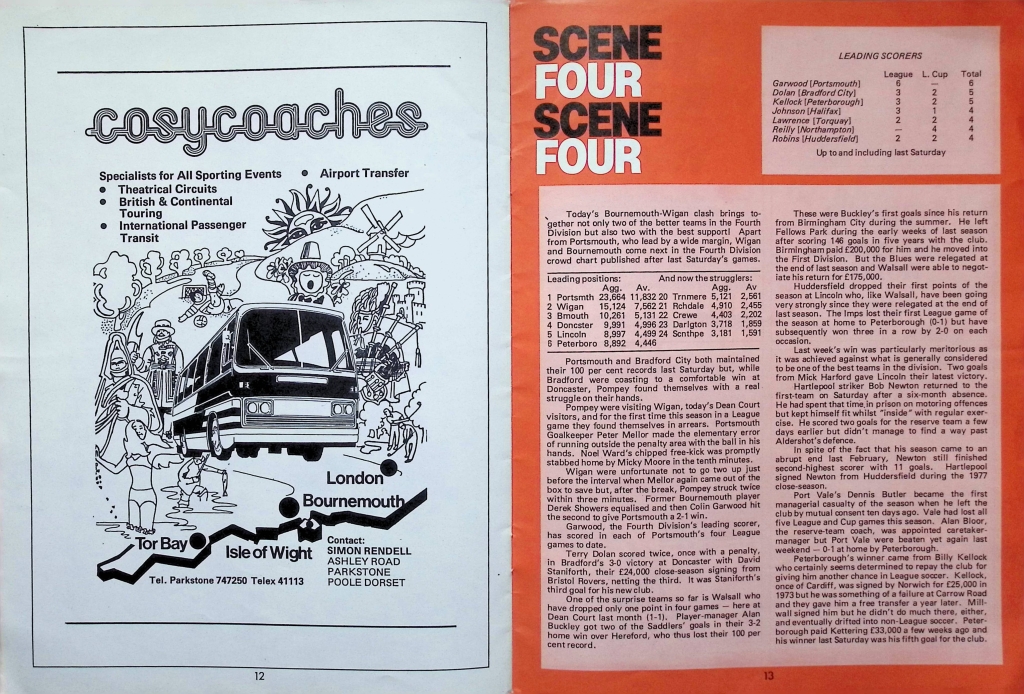 cosycoaches
Specialists for All Sporting Events ● Airport Transfer
● Theatrical Circuits
● British & Continental
Touring
● International Passenger
Transit
London
Bournemouth
Tor Bay
Isle of Wight
Contact:
SIMON RENDELL
ASHLEY ROAD
PARKSTONE
POOLE DORSET
Tel. Parkstone 747250 Telex 41113
12
SCENE
FOUR
SCENE
FOUR
LEADING SCORERS
League L. Cup Total
Garwood [Portsmouth] 6 — 6
Dolan [Bradford City] 3 2 5
Kellock [Peterborough] 3 2 5
Johnson [Halifax] 3 1 4
Lawrence [Torquay] 2 2 4
Reilly [Northampton] — 4 4
Robins [Huddersfield] 2 2 4
Up to and including last Saturday
Today's Bournemouth-Wigan clash brings to-
gether not only two of the better teams in the Fourth
Division but also two with the best support! Apart
from Portsmouth, who lead by a wide margin, Wigan
and Bournemouth come next in the Fourth Division
crowd chart published after last Saturday's games.
Leading positions: And now the strugglers:
Agg. Av. Agg. Av
1 Portsmth 23,664 11,832 20 Trnmere 5,121 2,561
2 Wigan 15,124 7,562 21 Rchdale 4,910 2,455
3 Bmouth 10,261 5,131 22 Crewe 4,403 2,202
4 Doncster 9,991 4,996 23 Darlgton 3,718 1,859
5 Lincoln 8,997 4,499 24 Scnthpe 3,181 1,591
6 Peterboro 8,892 4,446
Portsmouth and Bradford City both maintained
their 100 per cent records last Saturday but, while
Bradford were coasting to a comfortable win at
Doncaster, Pompey found themselves with a real
struggle on their hands.
Pompey were visiting Wigan, today's Dean Court
visitors, and for the first time this season in a League
game they found themselves in arrears. Portsmouth
Goalkeeper Peter Mellor made the elementary error
of running outside the penalty area with the ball in his
hands. Noel Ward's chipped free-kick was promptly
stabbed home by Micky Moore in the tenth minutes.
Wigan were unfortunate not to go two up just
before the interval when Mellor again came out of the
box to save but, after the break, Pompey struck twice
within three minutes. Former Bournemouth player
Derek Showers equalised and then Colin Garwood hit
the second to give Portsmouth a 2-1 win.
Garwood, the Fourth Division's leading scorer,
has scored in each of Portsmouth's four League
games to date.
Terry Dolan scored twice, once with a penalty,
in Bradford's 3-0 victory at Doncaster with David
Staniforth, their £24,000 close-season signing from
Bristol Rovers, netting the third. It was Staniforth's
third goal for his new club.
One of the surprise teams so far is Walsall who
have dropped only one point in four games — here at
Dean Court last month (1-1). Player-manager Alan
Buckley got two of the Saddlers' goals in their 3-2
home win over Hereford, who thus lost their 100 per
cent record.
These were Buckley's first goals since his return
from Birmingham City during the summer. He left
Fellows Park during the early weeks of last season
after scoring 146 goals in five years with the club.
Birmingham paid £200,000 for him and he moved into
the First Division. But the Blues were relegated at
the end of last season and Walsall were able to negot-
iate his return for £175,000.
Huddersfield dropped their first points of the
season at Lincoln who, like Walsall, have been going
very strongly since they were relegated at the end of
last season. The Imps lost their first League game of
the season at home to Peterborough (0-1) but have
subsequently won three in a row by 2-0 on each
occasion.
Last week's win was particularly meritorious as
it was achieved against what is generally considered
to be one of the best teams in the division. Two goals
from Mick Harford gave Lincoln their latest victory.
Hartlepool striker Bob Newton returned to the
first-team on Saturday after a six-month absence.
He had spent that time in prison on motoring offences
but kept himself fit whilst "inside" with regular exer-
cise. He scored two goals for the reserve team a few
days earlier but didn't manage to find a way past
Aldershot's defence.
In spite of the fact that his season came to an
abrupt end last February, Newton still finished
second-highest scorer with 11 goals. Hartlepool
signed Newton from Huddersfield during the 1977
close-season.
Port Vale's Dennis Butler became the first
managerial casualty of the season when he left the
club by mutual consent ten days ago. Vale had lost all
five League and Cup games this season. Alan Bloor,
the reserve-team coach, was appointed caretaker-
manager but Port Vale were beaten yet again last
weekend — 0-1 at home by Peterborough.
Peterborough's winner came from Billy Kellock
who certainly seems determined to repay the club for
giving him another chance in League soccer. Kellock,
once of Cardiff, was signed by Norwich for £25,000 in
1973 but he was something of a failure at Carrow Road
and they gave him a free transfer a year later. Mill-
wall signed him but he didn't do much there, either,
and eventually drifted into non-League soccer. Peter-
borough paid Kettering £33,000 a few weeks ago and
his winner last Saturday was his fifth goal for the club.
13